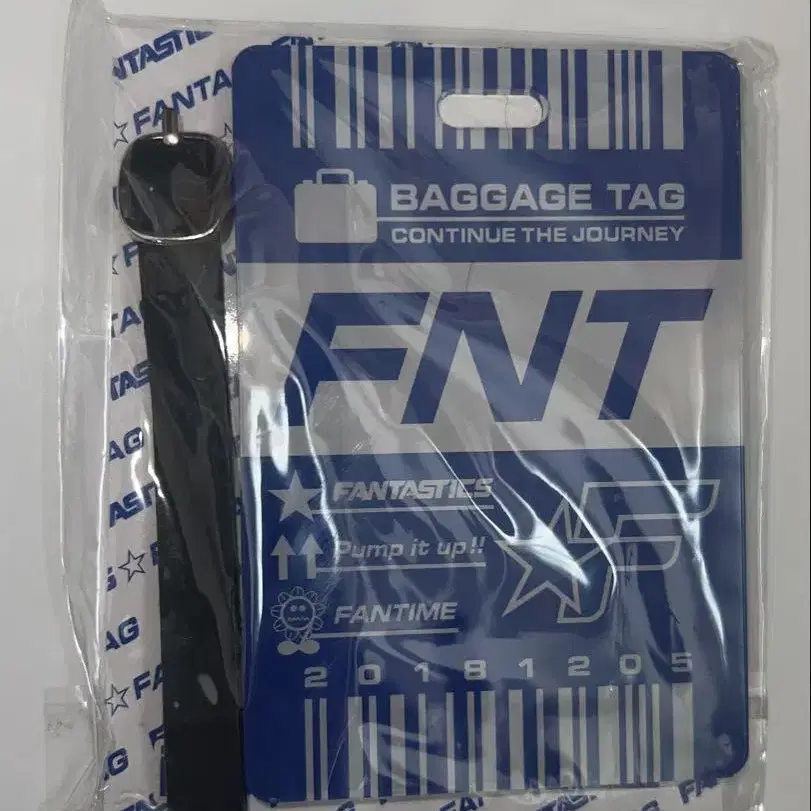 BAGGAGE TAG
CONTINUE THE JOURNEY
FNT
FANTASTICS
Pump it up!!
FANTIME
20181205